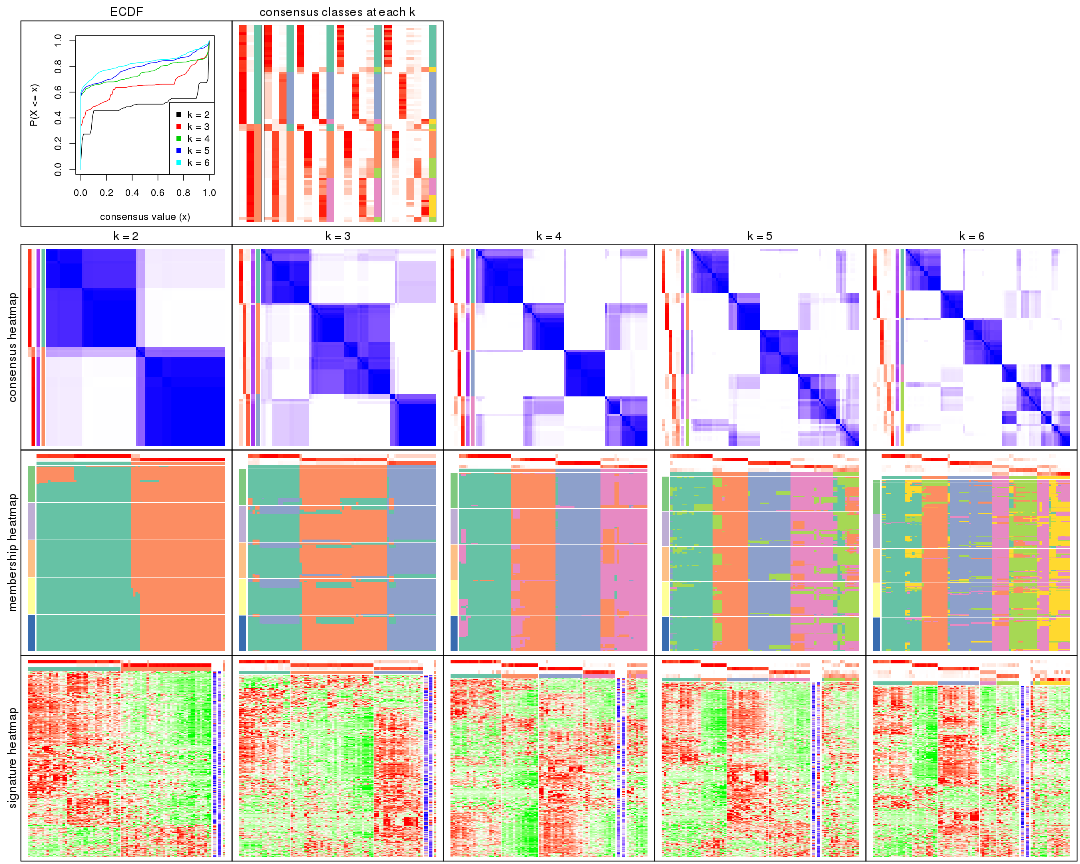 ECDF
consensus classes at each k
P(X <= x)
0.0 0.2 0.4 0.6 0.8 1.0
k = 2
k = 3
k = 4
k = 5
k = 6
0.0 0.2 0.4 0.6 0.8 1.0
consensus value (x)
k = 2
k = 3
k = 4
k = 5
k = 6
consensus heatmap
membership heatmap
signature heatmap